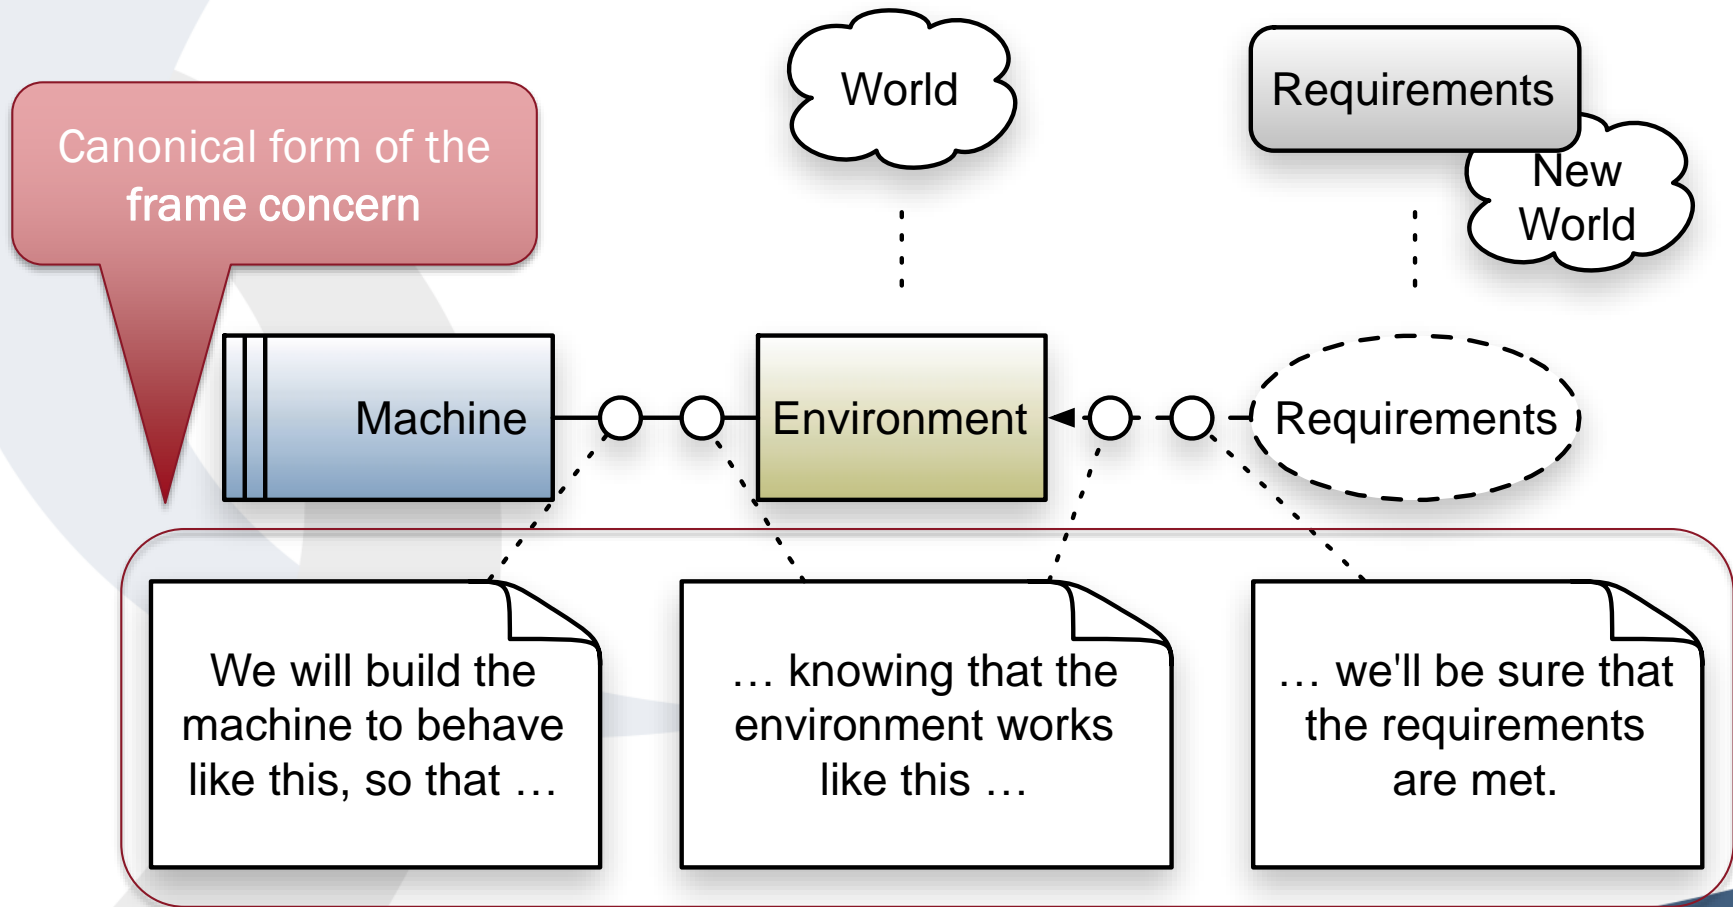 World
Requirements
New
World
Canonical form of the
frame concern
Machine
Environment
Requirements
We will build the
machine to behave
like this, so that …
… knowing that the
environment works
like this …
… we'll be sure that
the requirements
are met.